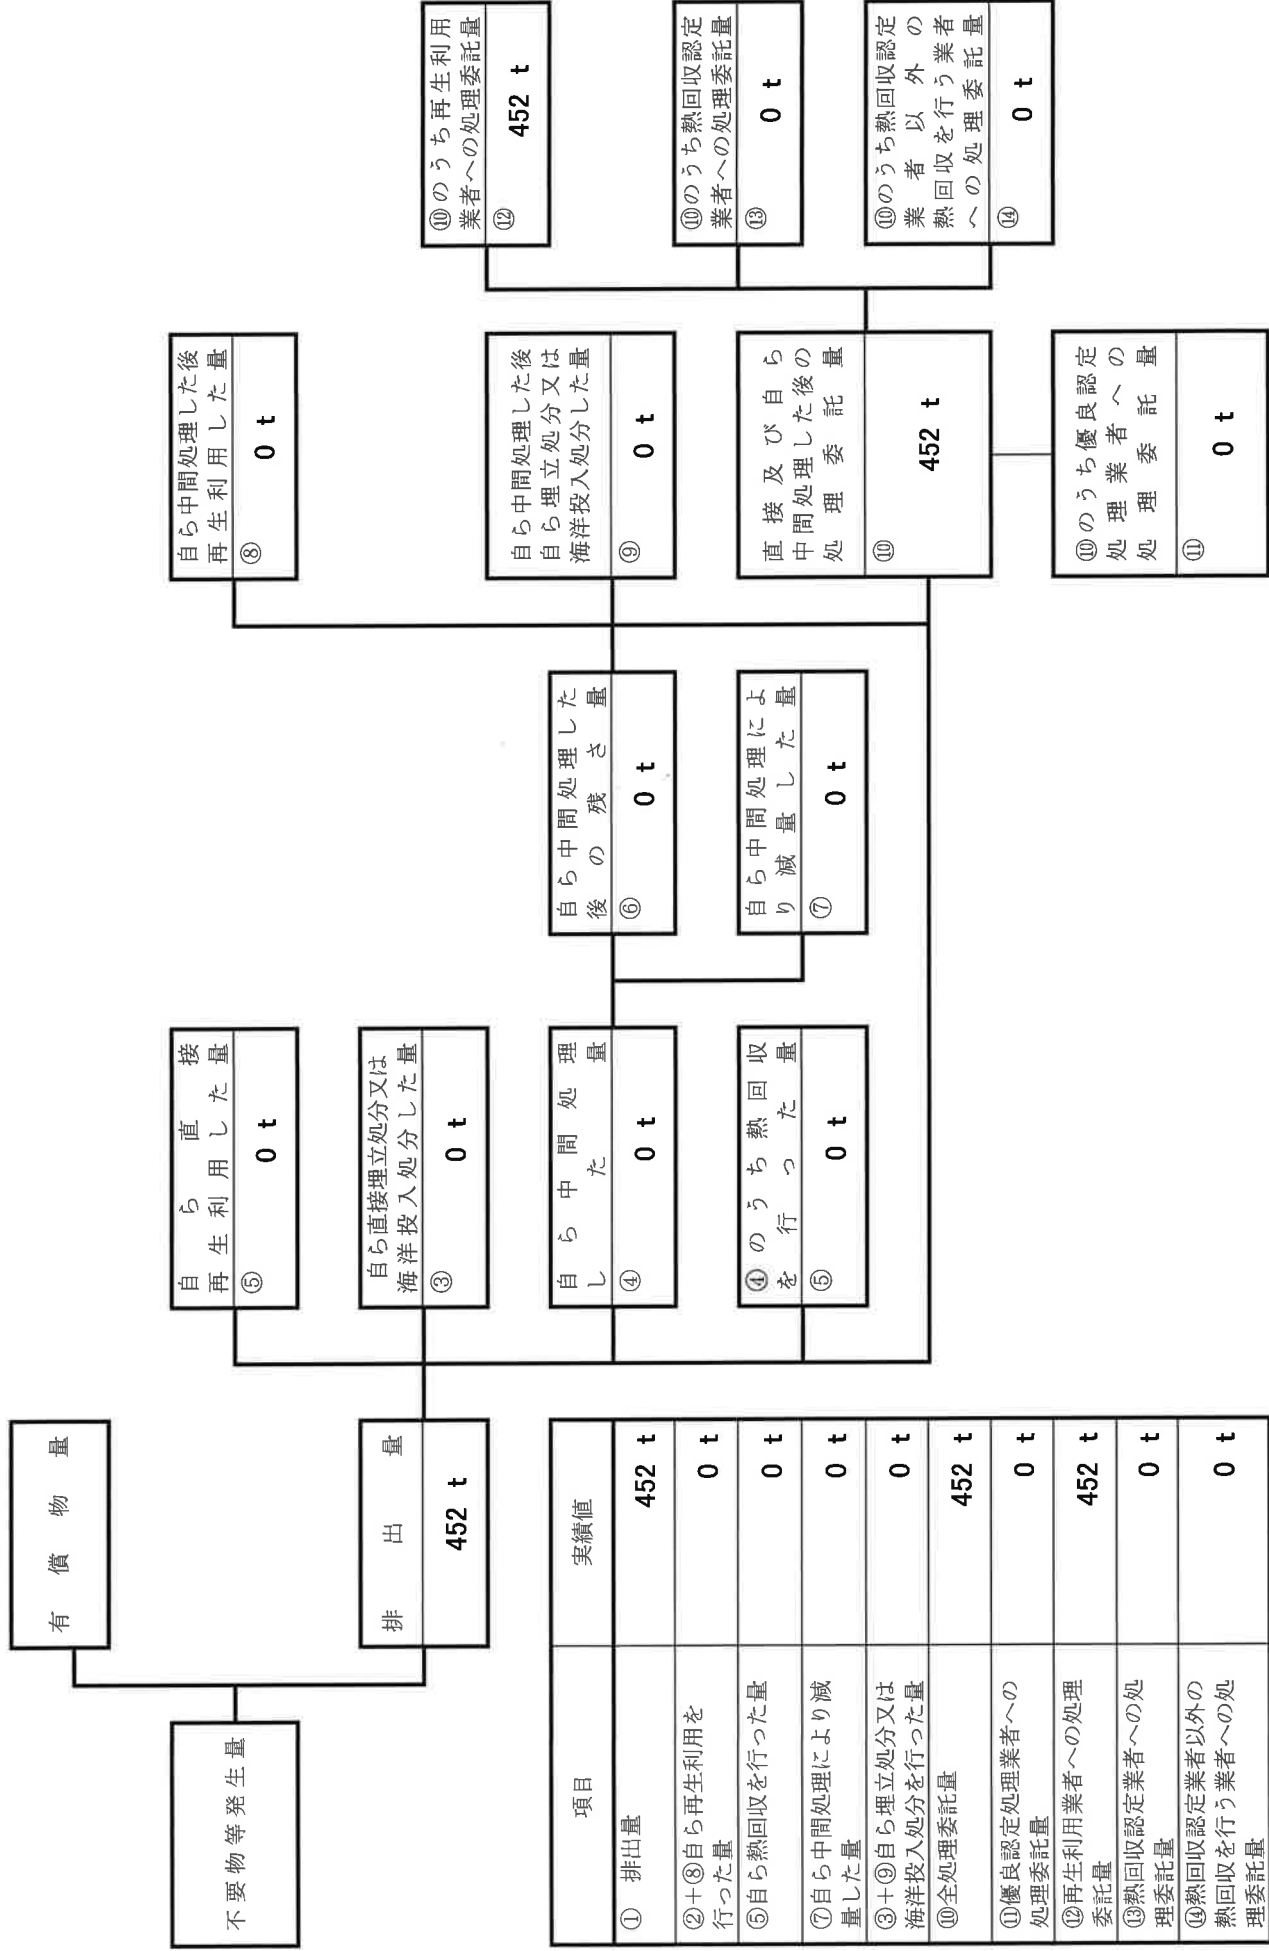 有償物量
不要物等発生量
排出量
452 t
自ら直接
再生利用した量
⑤
0 t
自ら直接埋立処分又は
海洋投入処分した量
③
0 t
自ら中間処理
した量
④
0 t
④のうち熱回収
を行った量
⑤
0 t
自ら中間処理した
後の残さ量
⑥
0 t
自ら中間処理によ
り減量した量
⑦
0 t
自ら中間処理した後
再生利用した量
⑧
0 t
自ら中間処理した後
自ら埋立処分又は
海洋投入処分した量
⑨
0 t
直接及び自ら
中間処理した後の
処理委託量
⑩
452 t
⑩のうち優良認定
処理業者への
処理委託量
⑪
0 t
⑩のうち再生利用
業者への処理委託量
⑫
452 t
⑩のうち熱回収認定
業者への処理委託量
⑬
0 t
⑩のうち熱回収認定
業者以外の
熱回収を行う業者
への処理委託量
⑭
0 t
項目
実績値
① 排出量
452 t
②+⑧自ら再生利用を
行った量
0 t
⑤自ら熱回収を行った量
0 t
⑦自ら中間処理により減
量した量
0 t
③+⑨自ら埋立処分又は
海洋投入処分を行った量
0 t
⑩全処理委託量
452 t
⑪優良認定処理業者への
処理委託量
0 t
⑫再生利用業者への処理
委託量
452 t
⑬熱回収認定業者への処
理委託量
0 t
⑭熱回収認定業者以外の
熱回収を行う業者への処
理委託量
0 t